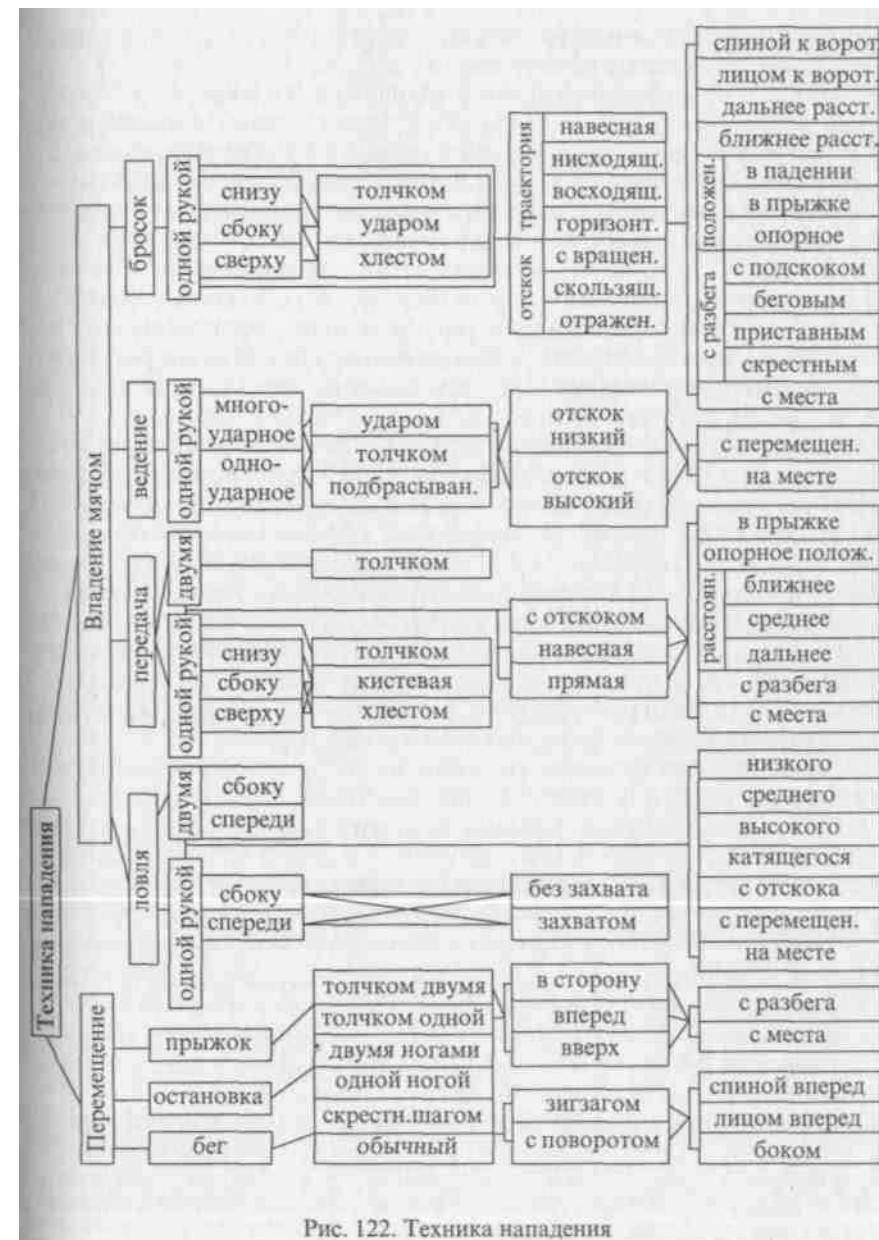 Техника нападения
Владение мячом
бросок
одной рукой
снизу
сбоку
сверху
толчком
ударом
хлестом
траектория
навесная
нисходящ.
восходящ.
горизонт.
отскок
с вращен.
скользящ.
отражен.
спиной к ворот.
лицом к ворот.
дальнее расст.
ближнее расст.
положен.
в падении
в прыжке
опорное
с разбега
с подскоком
беговым
приставным
скрестным
с места
ведение
одной рукой
много-
ударное
одно-
ударное
ударом
толчком
подбрасыван.
отскок
низкий
отскок
высокий
с перемещен.
на месте
передача
двумя
толчком
одной рукой
снизу
сбоку
сверху
толчком
кистевая
хлестом
с отскоком
навесная
прямая
в прыжке
опорное полож.
расстоян.
ближнее
среднее
дальнее
с разбега
с места
ловля
двумя
сбоку
спереди
одной рукой
сбоку
спереди
без захвата
захватом
низкого
среднего
высокого
катящегося
с отскока
с перемещен.
на месте
Перемещение
прыжок
толчком двумя
толчком одной
в сторону
вперед
вверх
с разбега
с места
остановка
двумя ногами
одной ногой
бег
скрестн.шагом
обычный
зигзагом
с поворотом
спиной вперед
лицом вперед
боком
Рис. 122. Техника нападения